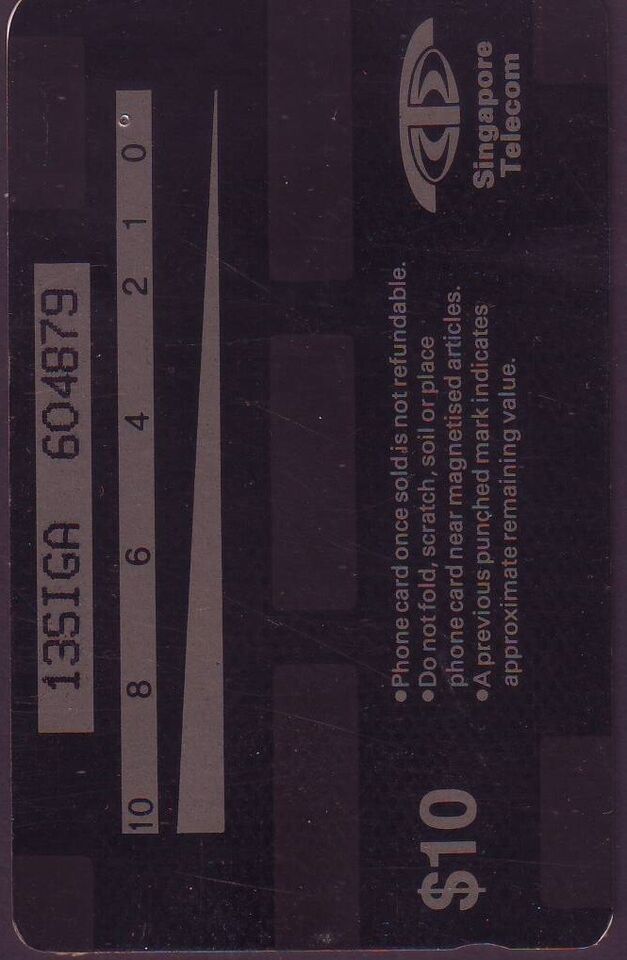 13SIGA 604879
10 8 6 4 2 1 0
•Phone card once sold is not refundable.
•Do not fold, scratch, soil or place
phone card near magnetised articles.
•A previous punched mark indicates
approximate remaining value.
$10
Singapore
Telecom